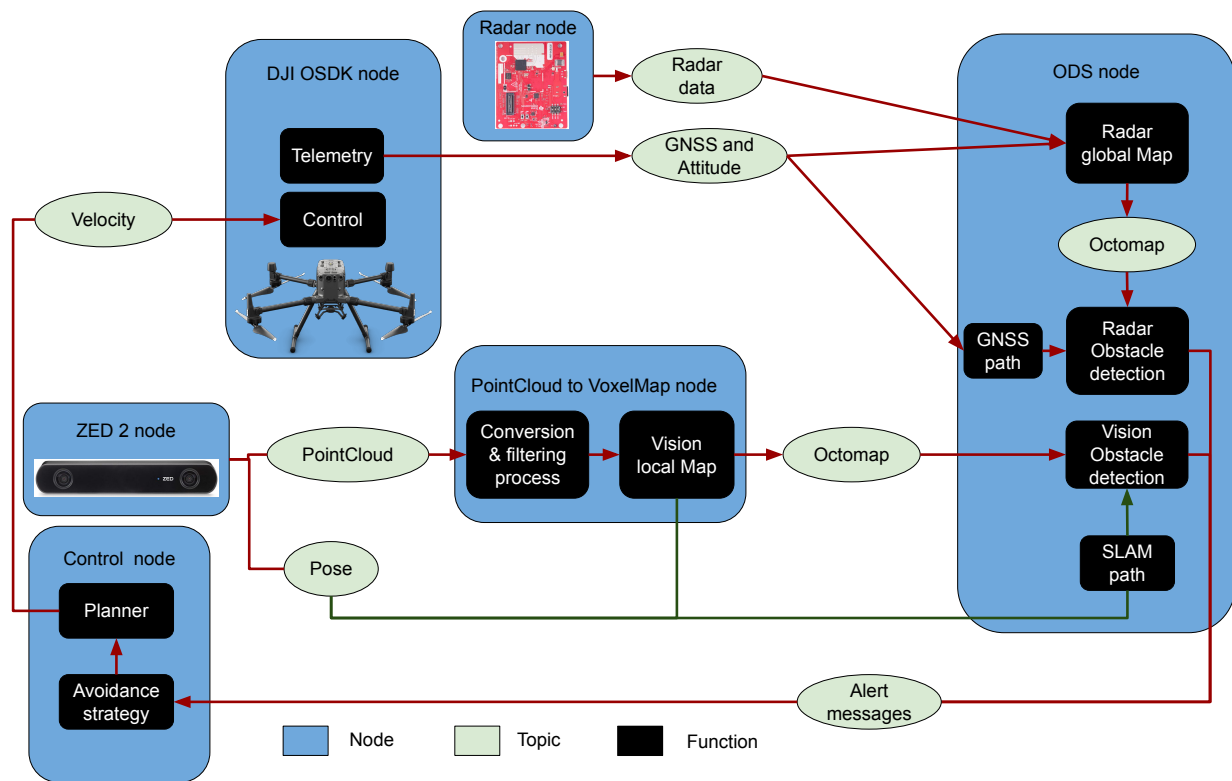 Radar node
DJI OSDK node
Radar
data
ODS node
Telemetry
GNSS and
Attitude
Radar
global Map
Velocity
Control
Octomap
GNSS
path
Radar
Obstacle
detection
PointCloud to VoxelMap node
ZED 2 node
PointCloud
Conversion
& filtering
process
Vision
local Map
Octomap
Vision
Obstacle
detection
ZED
Control  node
Pose
SLAM
path
Planner
Avoidance
strategy
Alert
messages
Node
Topic
Function